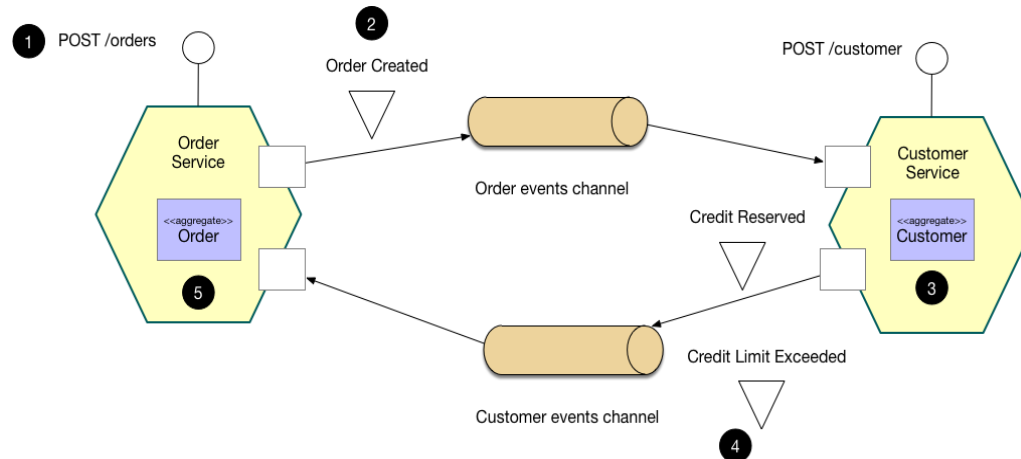 1
POST /orders
2
Order Created
POST /customer
Order
Service
Customer
Service
Order events channel
<<aggregate>>
Order
Credit Reserved
<<aggregate>>
Customer
5
3
Credit Limit Exceeded
Customer events channel
4